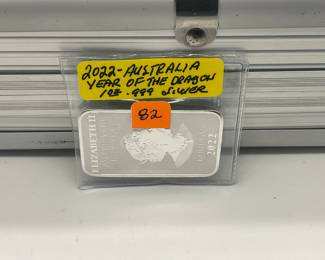 2022-AUSTRALIA
YEAR OF THE DRAGON
1OZ .999 SILVER
82
ELIZABETH II
2022